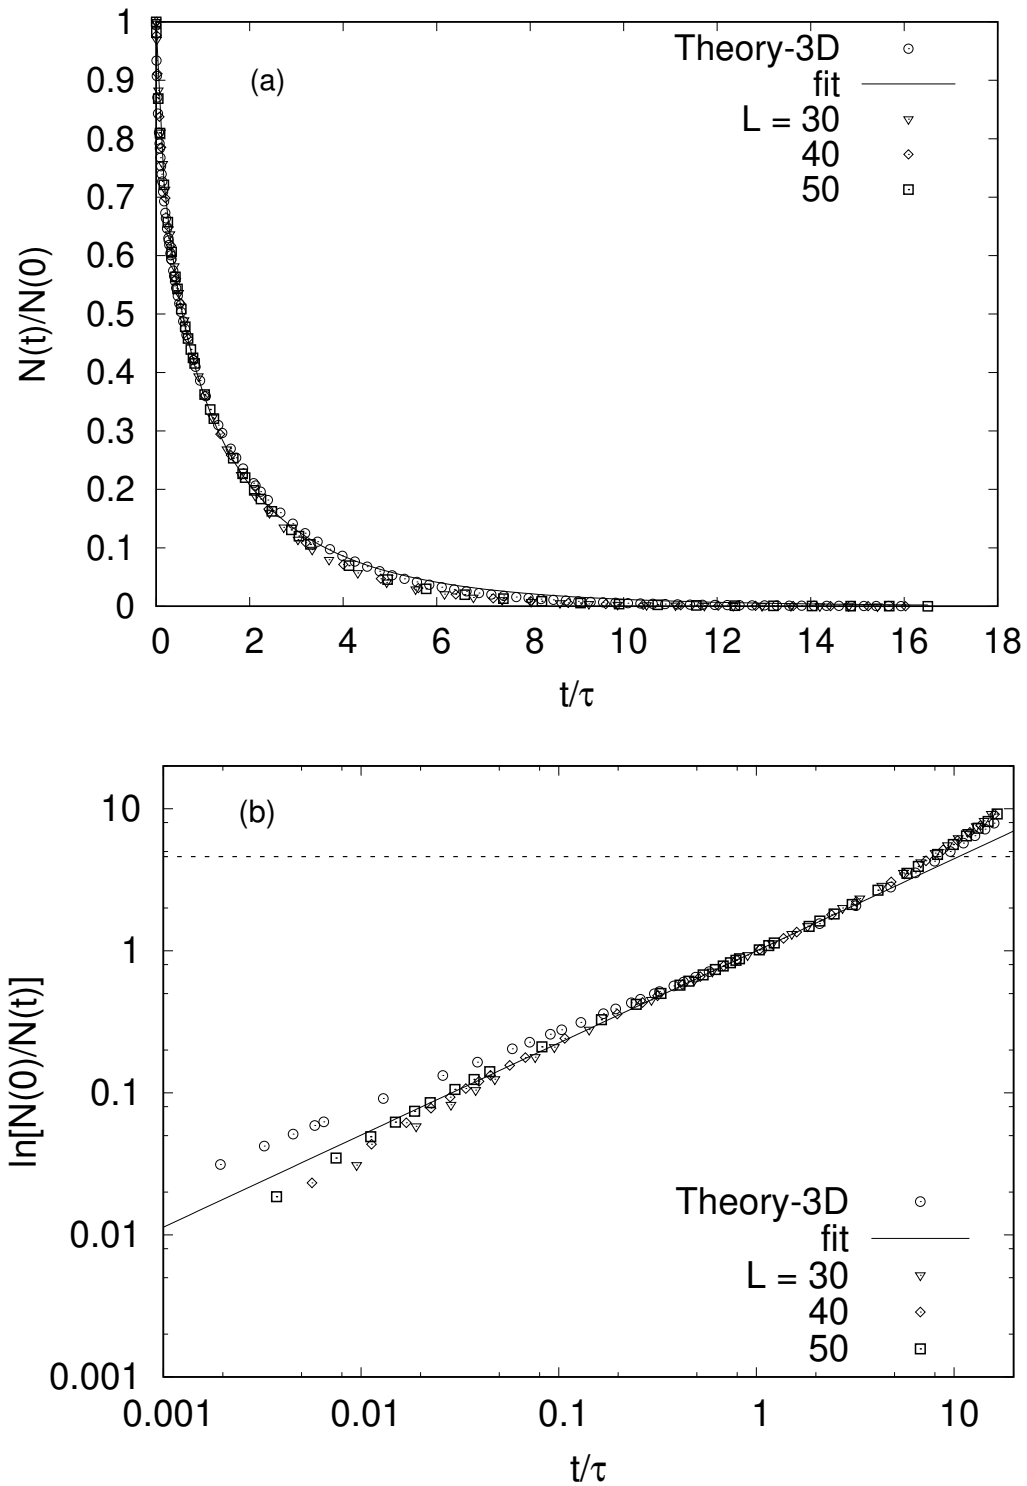 1
0.9
0.8
0.7
0.6
0.5
0.4
0.3
0.2
0.1
0
N(t)/N(0)
(a)
Theory-3D
fit
L = 30
40
50
0 2 4 6 8 10 12 14 16 18
t/τ
10
1
0.1
0.01
0.001
ln[N(0)/N(t)]
(b)
Theory-3D
fit
L = 30
40
50
0.001 0.01 0.1 1 10
t/τ